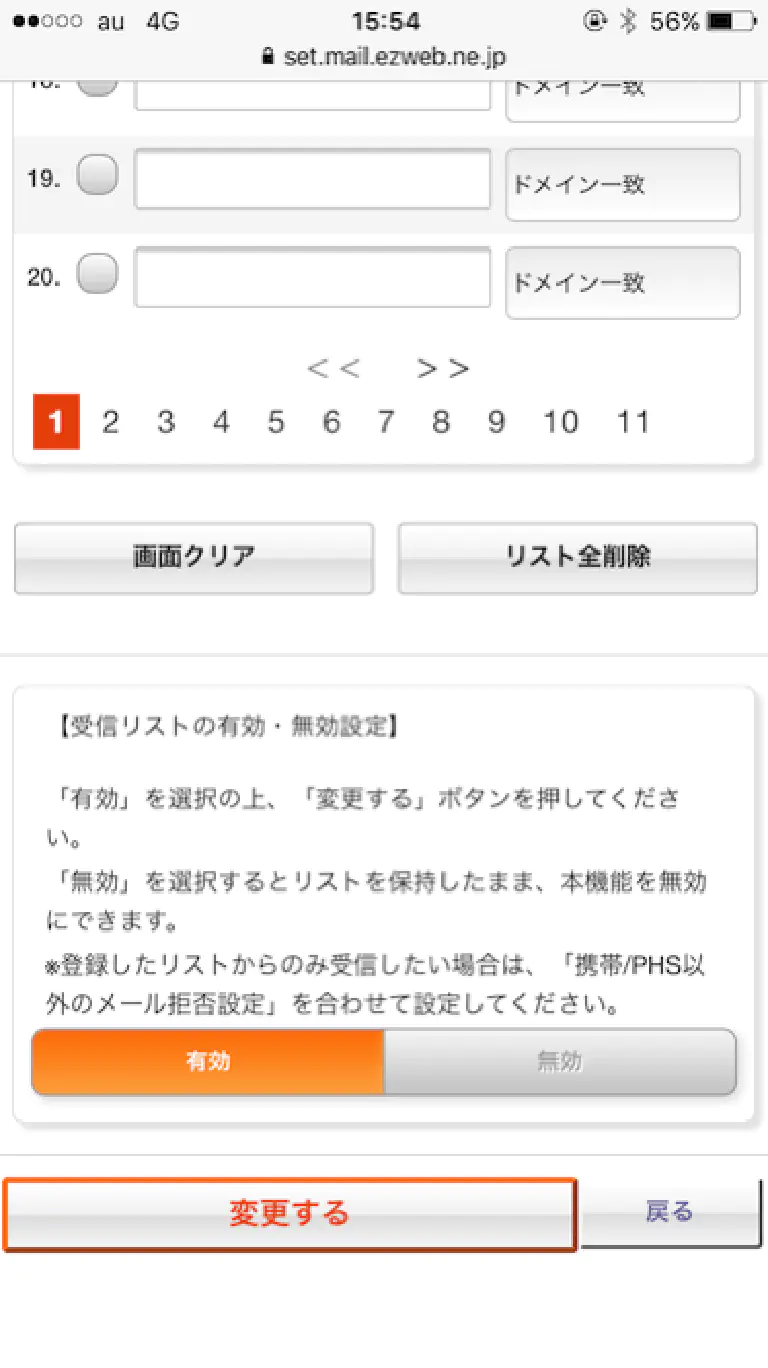 au 4G 15:54 56%
set.mail.ezweb.ne.jp
18. ドメイン一致
19. ドメイン一致
20. ドメイン一致
<< >>
1 2 3 4 5 6 7 8 9 10 11
画面クリア リスト全削除
【受信リストの有効・無効設定】
「有効」を選択の上、「変更する」ボタンを押してくださ
い。
「無効」を選択するとリストを保持したまま、本機能を無効
にできます。
※登録したリストからのみ受信したい場合は、「携帯/PHS以
外のメール拒否設定」を合わせて設定してください。
有効 無効
変更する 戻る